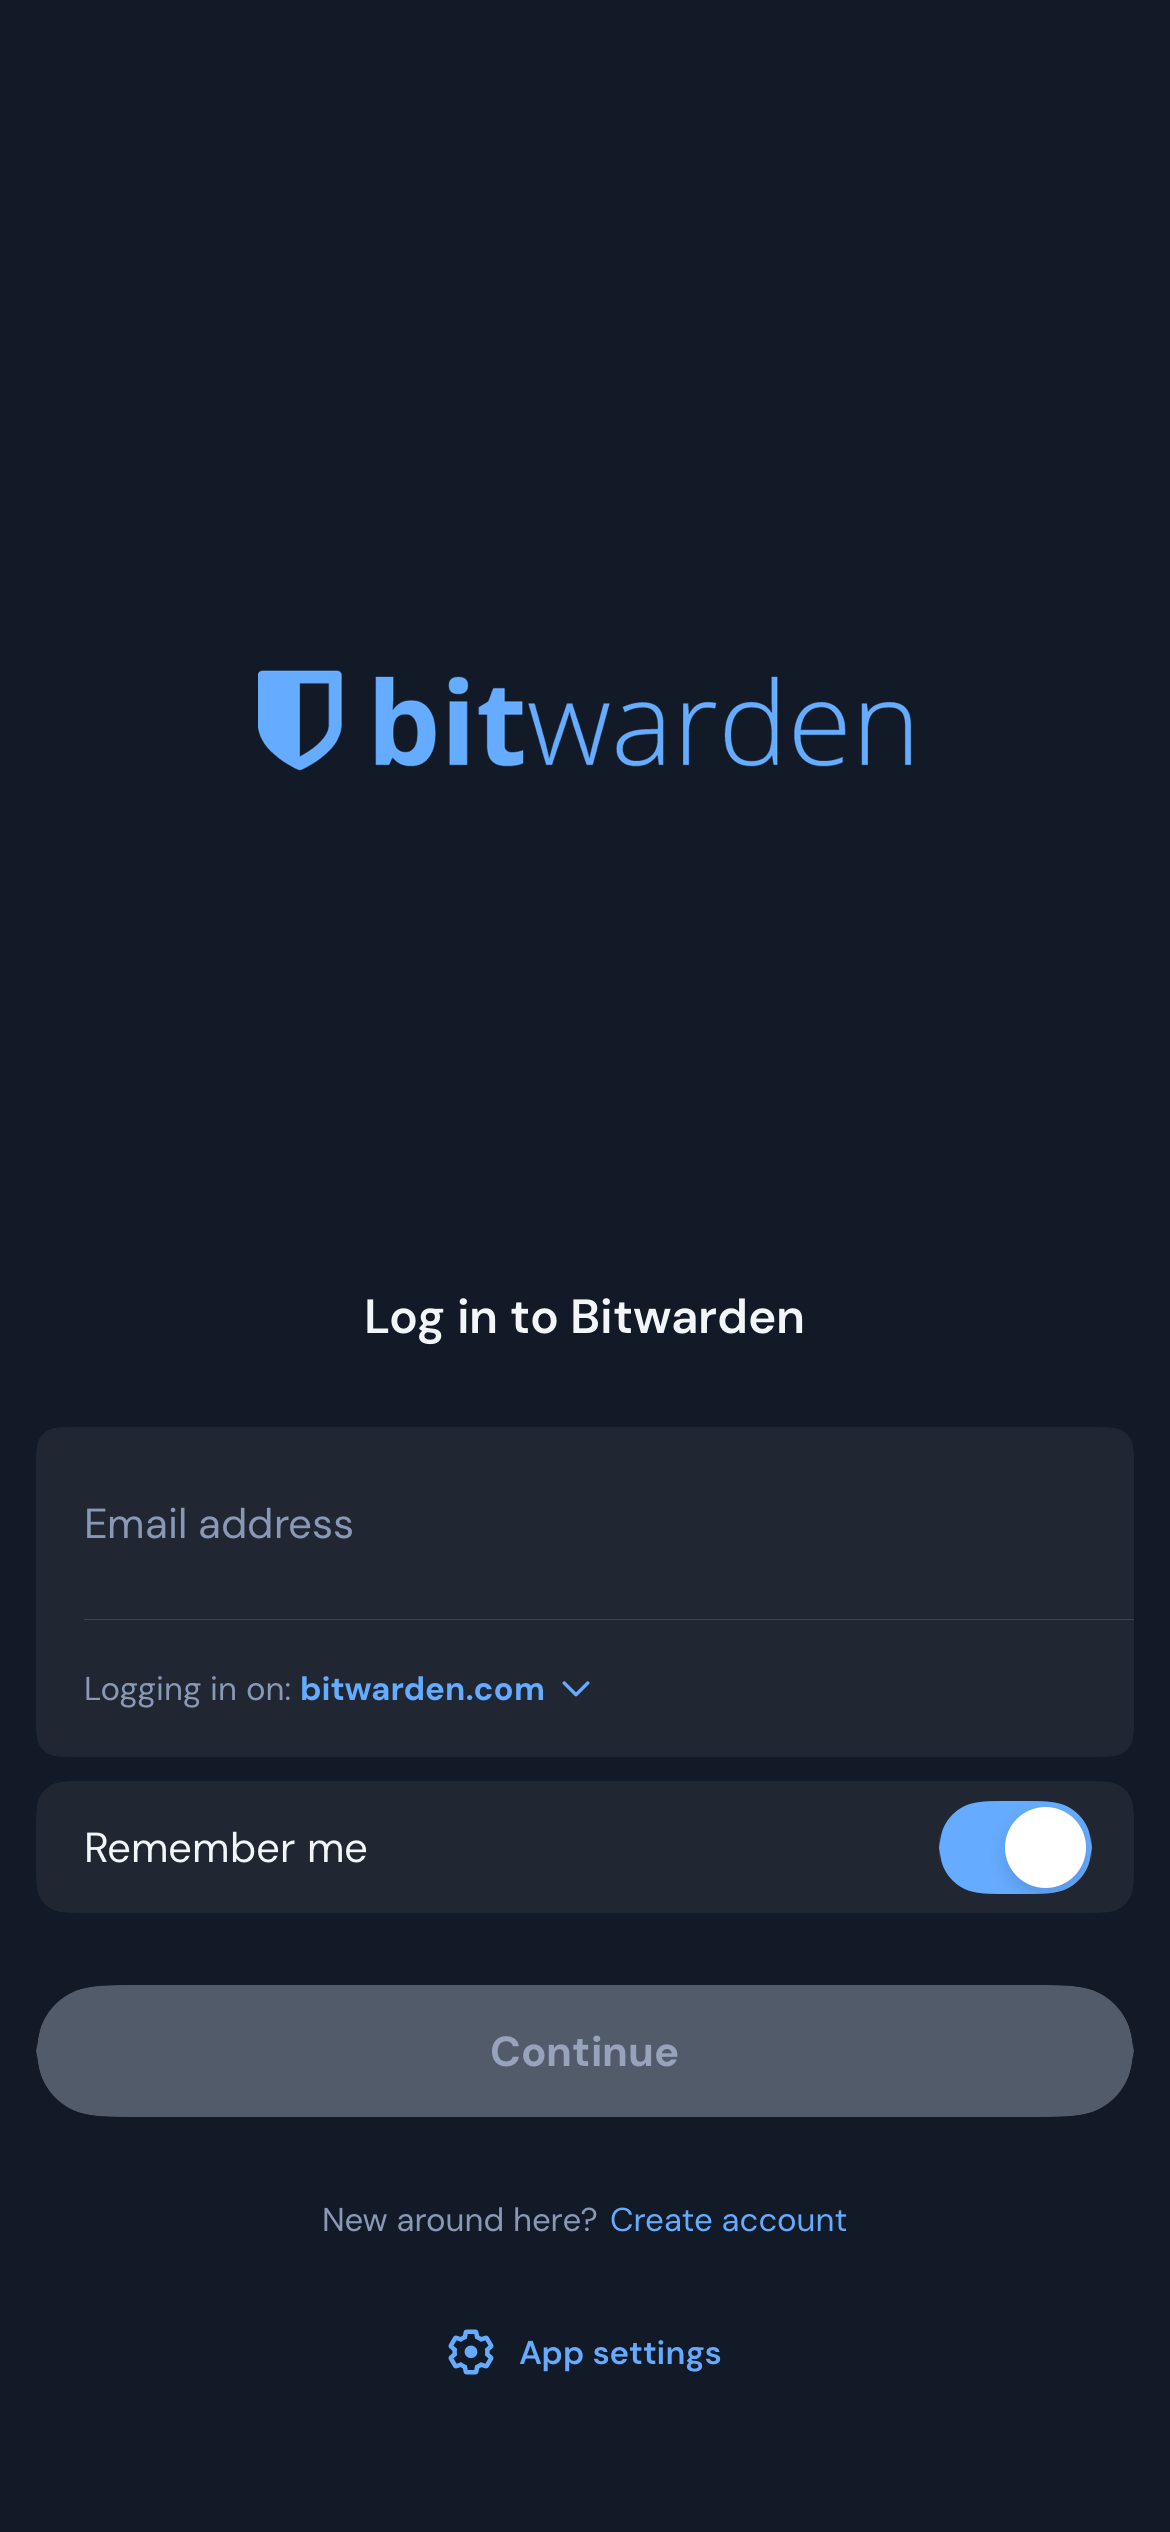 bitwarden
Log in to Bitwarden
Email address
Logging in on: bitwarden.com
Remember me
Continue
New around here? Create account
App settings